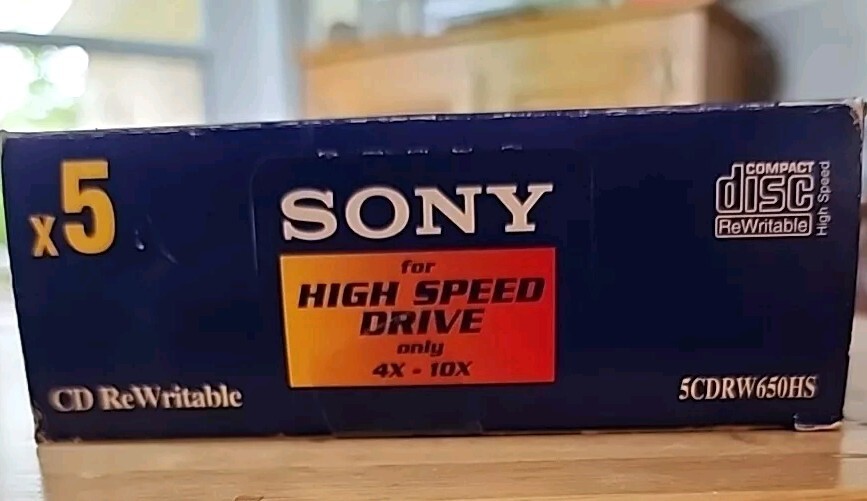 x5
SONY
for
HIGH SPEED
DRIVE
only
4X - 10X
COMPACT
disc
ReWritable
High Speed
CD ReWritable
5CDRW650HS